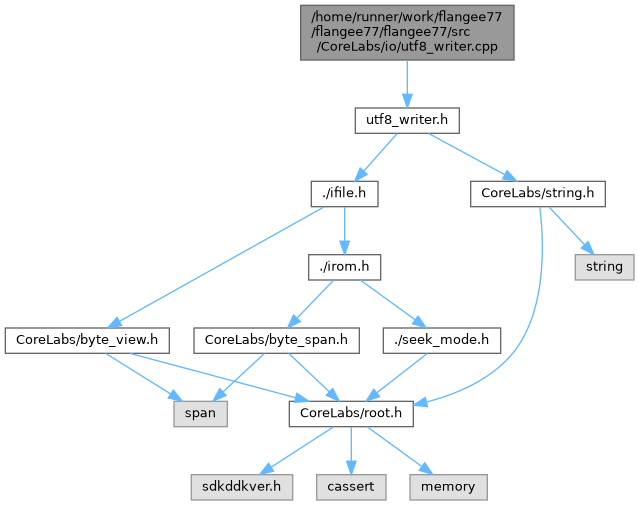 /home/runner/work/flangee77
/flangee77/flangee77/src
/CoreLabs/io/utf8_writer.cpp
utf8_writer.h
./ifile.h
CoreLabs/string.h
./irom.h
string
CoreLabs/byte_view.h
CoreLabs/byte_span.h
./seek_mode.h
span
CoreLabs/root.h
sdkddkver.h
cassert
memory